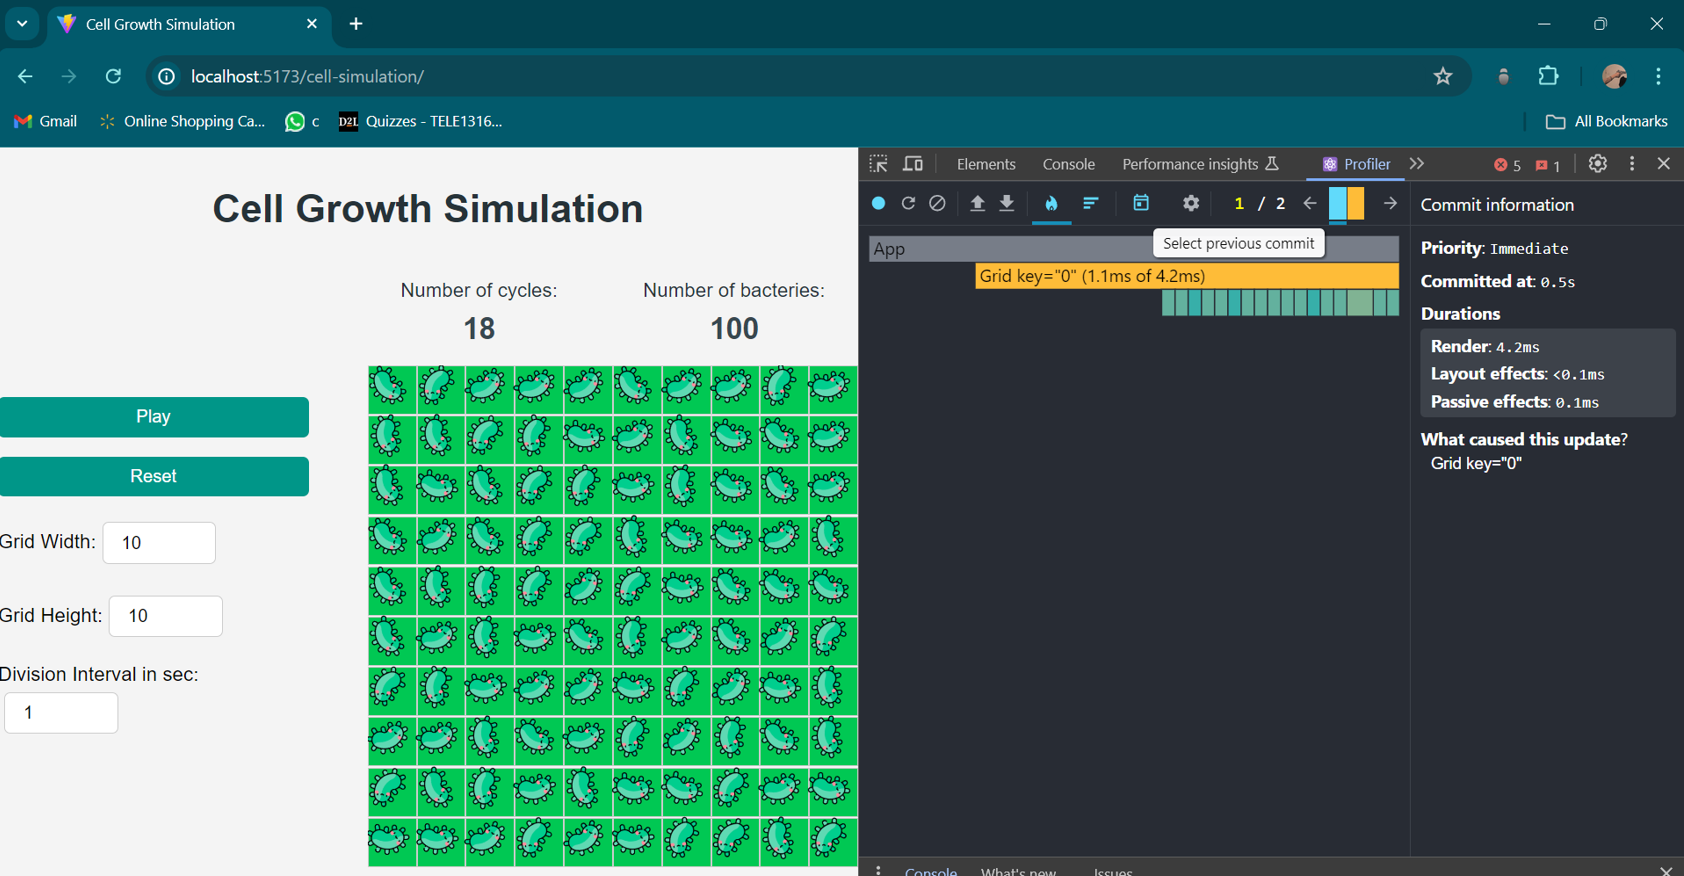 Cell Growth Simulation
localhost:5173/cell-simulation/
Gmail
Online Shopping Ca...
c
D2L
Quizzes - TELE1316...
All Bookmarks
Cell Growth Simulation
Number of cycles:
18
Number of bacteries:
100
Play
Reset
Grid Width: 10
Grid Height: 10
Division Interval in sec:
1
Elements Console Performance insights Profiler 5 1
1 / 2
Select previous commit
App
Grid key="0" (1.1ms of 4.2ms)
Commit information
Priority: Immediate
Committed at: 0.5s
Durations
Render: 4.2ms
Layout effects: <0.1ms
Passive effects: 0.1ms
What caused this update?
Grid key="0"
Console What's new Issues